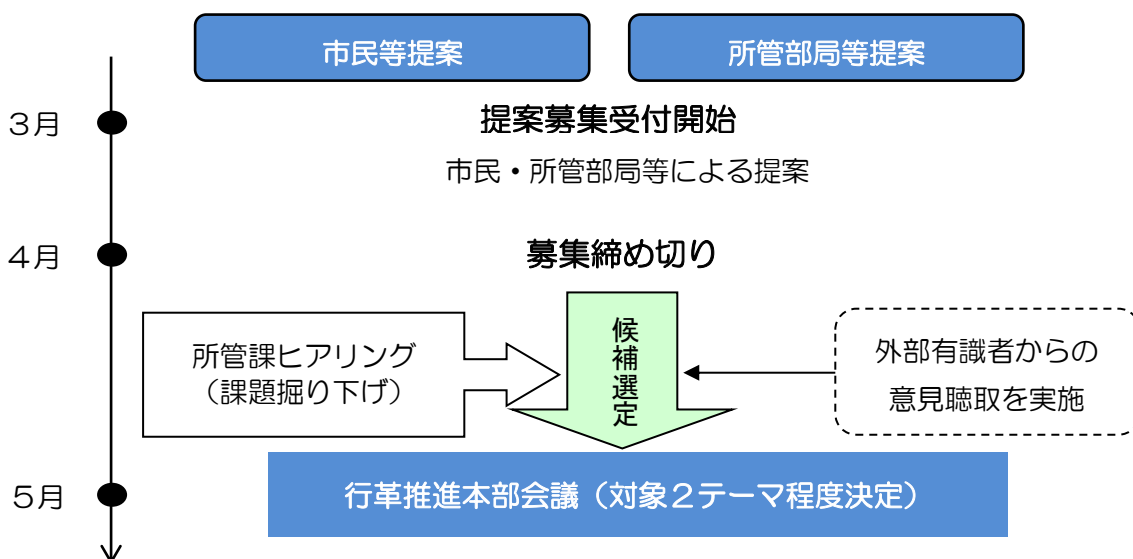 市民等提案
所管部局等提案
３月
提案募集受付開始
市民・所管部局等による提案
４月
募集締め切り
所管課ヒアリング
（課題掘り下げ）
候補選定
外部有識者からの
意見聴取を実施
５月
行革推進本部会議（対象２テーマ程度決定）